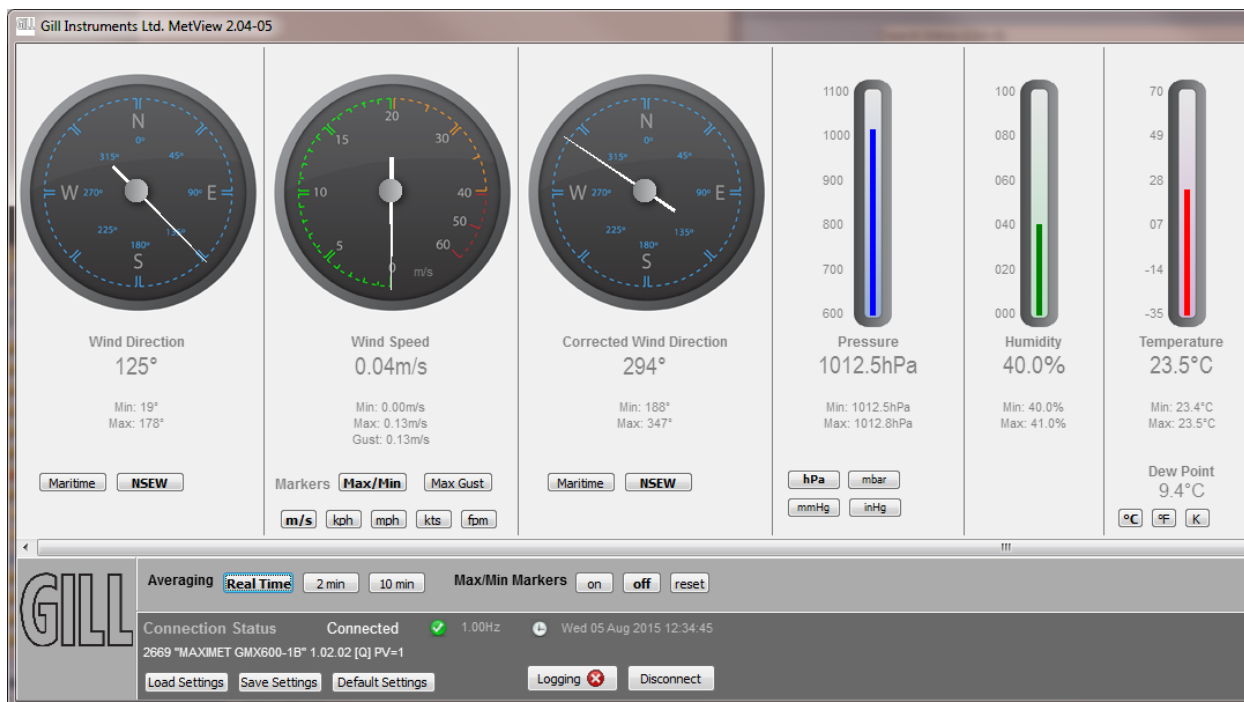 Gill Instruments Ltd. MetView 2.04-05
N
0°
45°
90° E
135°
180°
S
225°
W 270°
315°
Wind Direction
125°
Min: 19°
Max: 178°
Maritime NSEW
20
15
30
10
40
50
5
60
0
m/s
Wind Speed
0.04m/s
Min: 0.00m/s
Max: 0.13m/s
Gust: 0.13m/s
Markers Max/Min Max Gust
m/s kph mph kts fpm
N
0°
45°
90° E
135°
180°
S
225°
W 270°
315°
Corrected Wind Direction
294°
Min: 188°
Max: 347°
Maritime NSEW
1100
1000
900
800
700
600
Pressure
1012.5hPa
Min: 1012.5hPa
Max: 1012.8hPa
hPa mbar
mmHg inHg
100
080
060
040
020
000
Humidity
40.0%
Min: 40.0%
Max: 41.0%
70
49
28
07
-14
-35
Temperature
23.5°C
Min: 23.4°C
Max: 23.5°C
Dew Point
9.4°C
°C °F K
GILL
Averaging Real Time 2 min 10 min Max/Min Markers on off reset
Connection Status Connected 1.00Hz Wed 05 Aug 2015 12:34:45
2669 "MAXIMET GMX600-1B" 1.02.02 [Q] PV=1
Load Settings Save Settings Default Settings Logging Disconnect